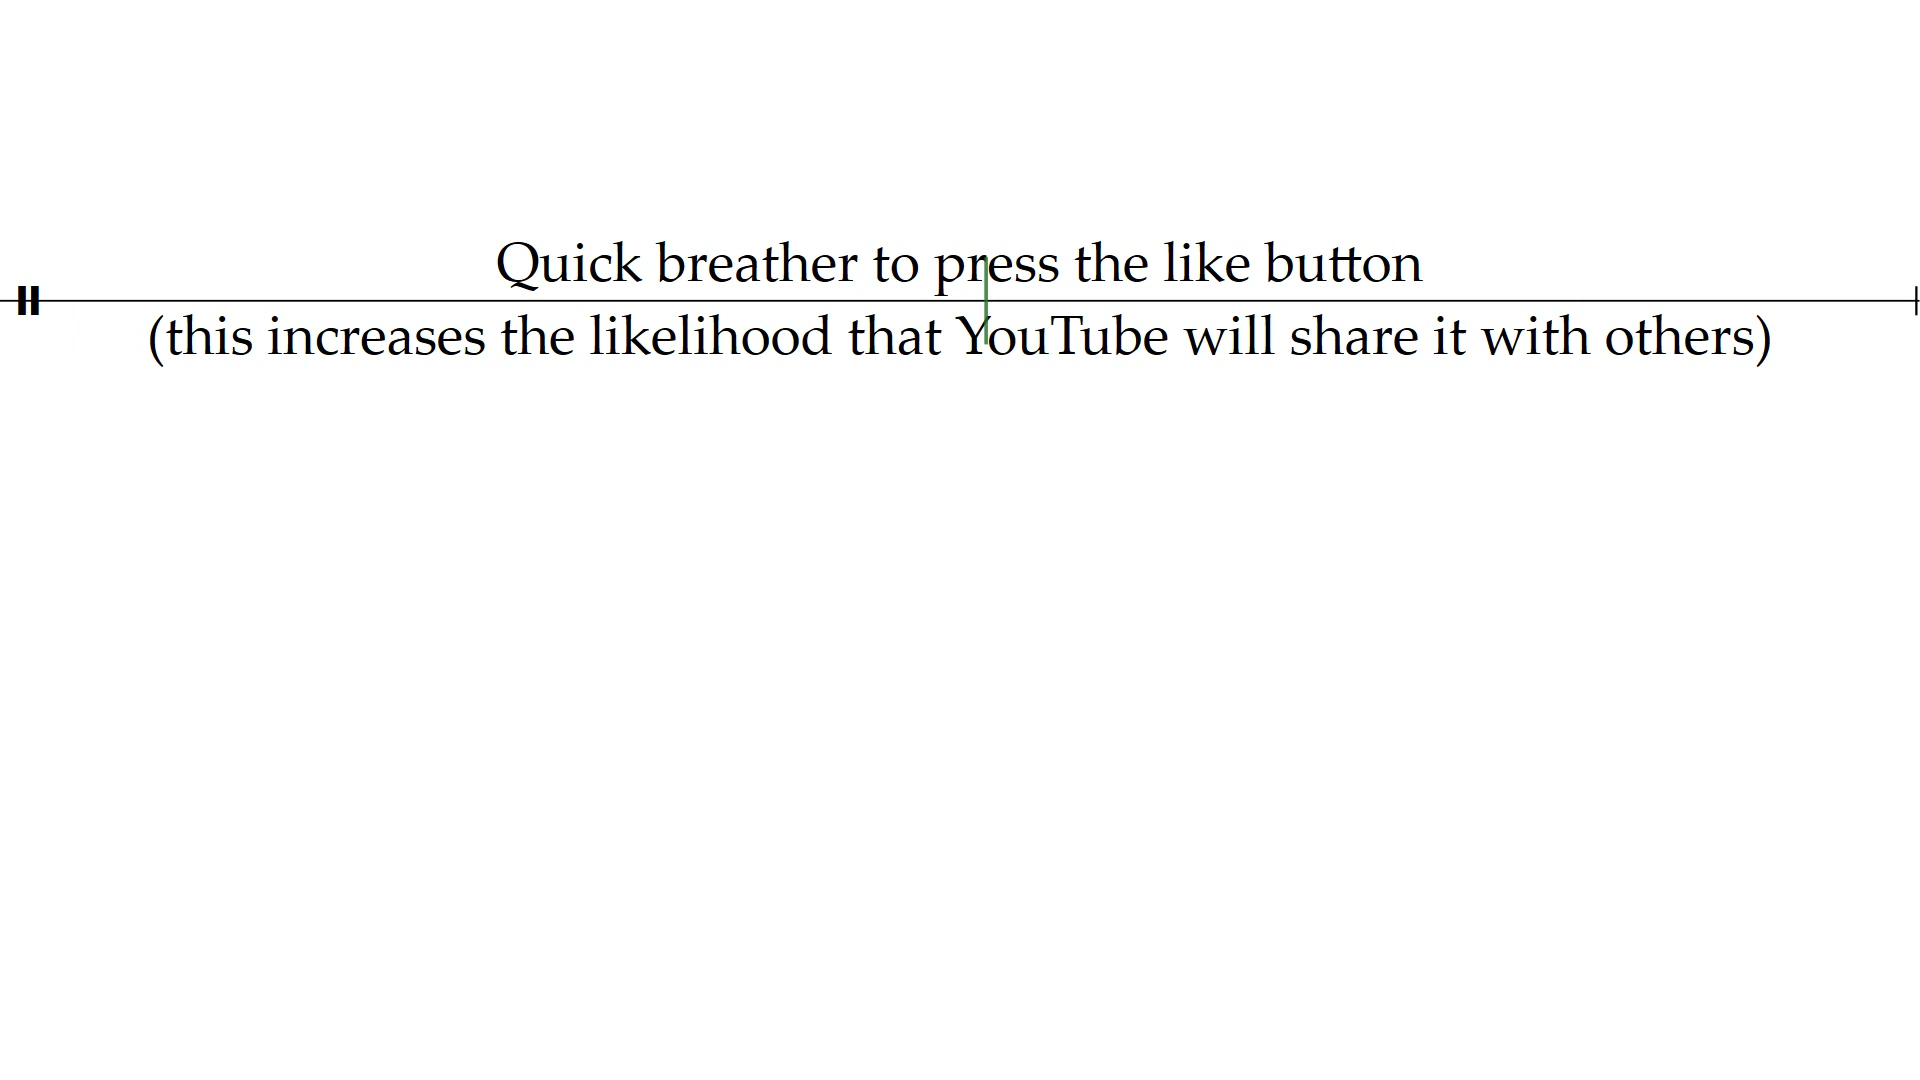 Quick breather to press the like button
(this increases the likelihood that YouTube will share it with others)